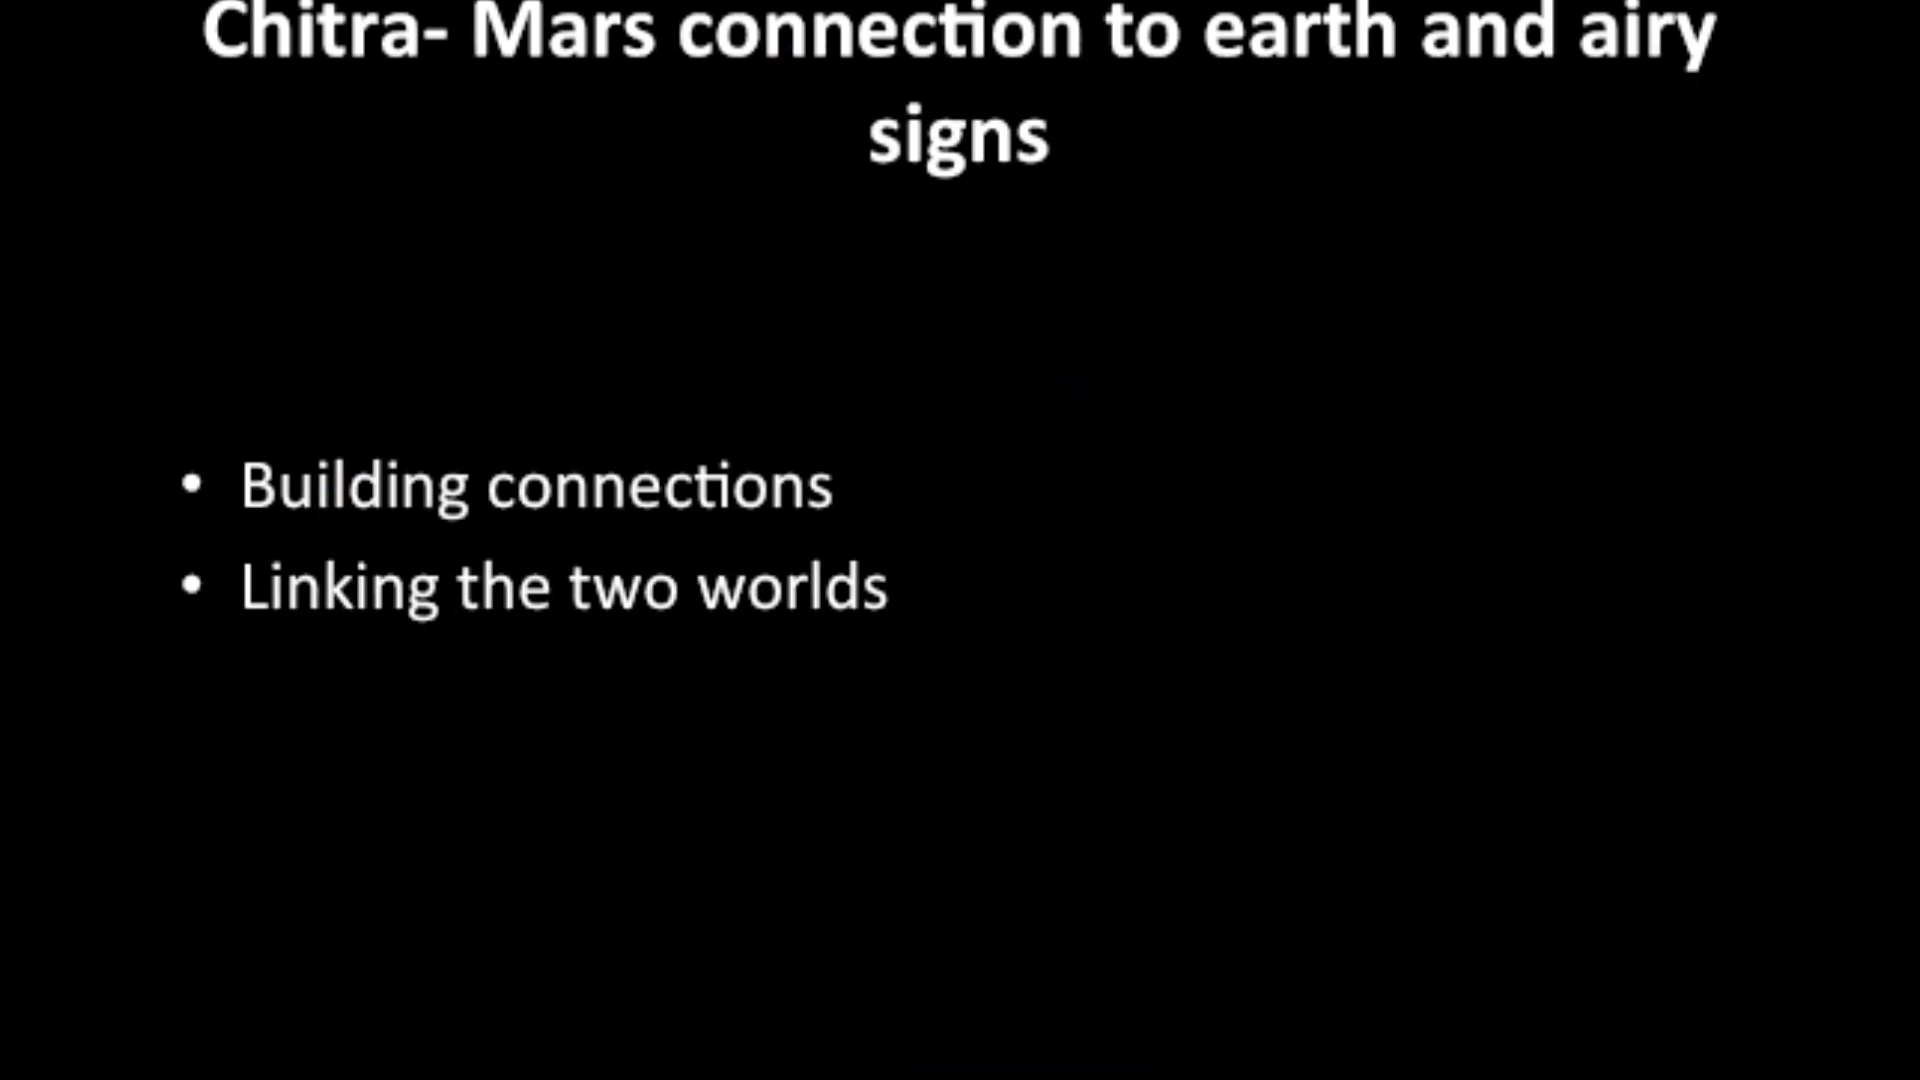 Chitra- Mars connection to earth and airy
signs
• Building connections
• Linking the two worlds